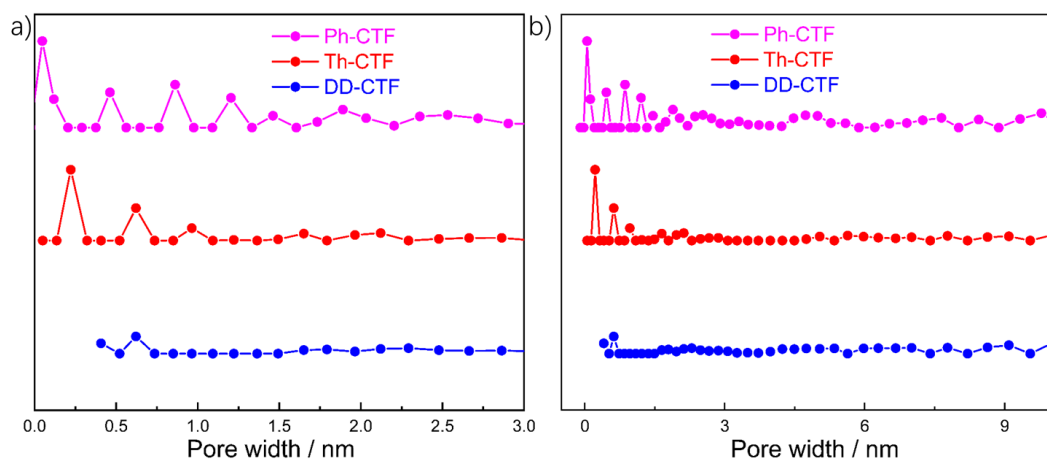 a)
Ph-CTF
Th-CTF
DD-CTF
0.0 0.5 1.0 1.5 2.0 2.5 3.0
Pore width / nm
b)
Ph-CTF
Th-CTF
DD-CTF
0 3 6 9
Pore width / nm